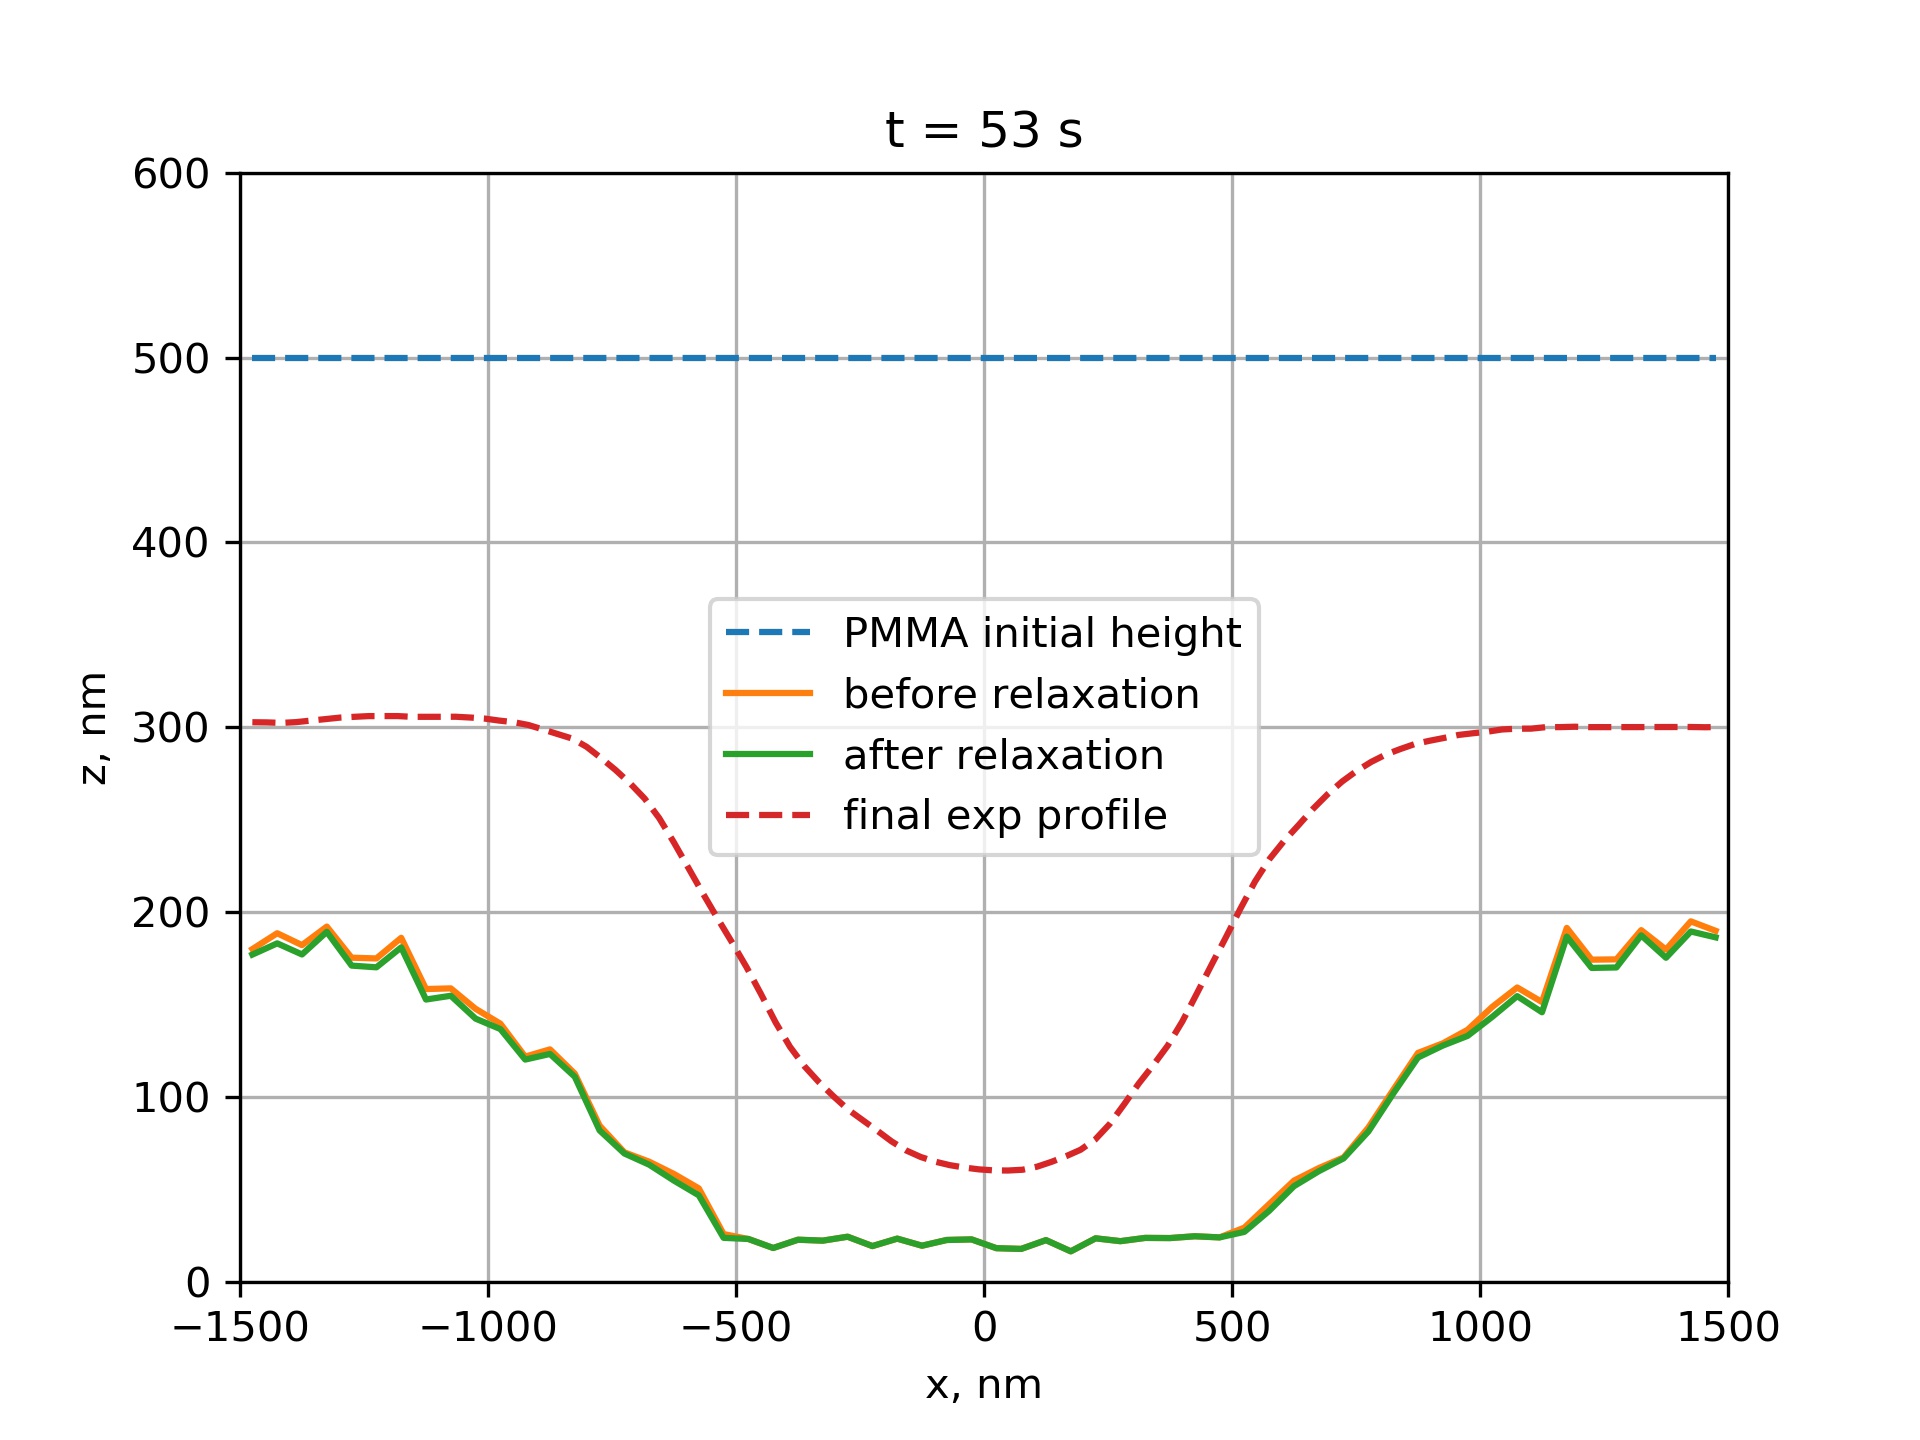 t = 53 s
600
500
400
300
200
100
0
z, nm
PMMA initial height
before relaxation
after relaxation
final exp profile
−1500 −1000 −500 0 500 1000 1500
x, nm